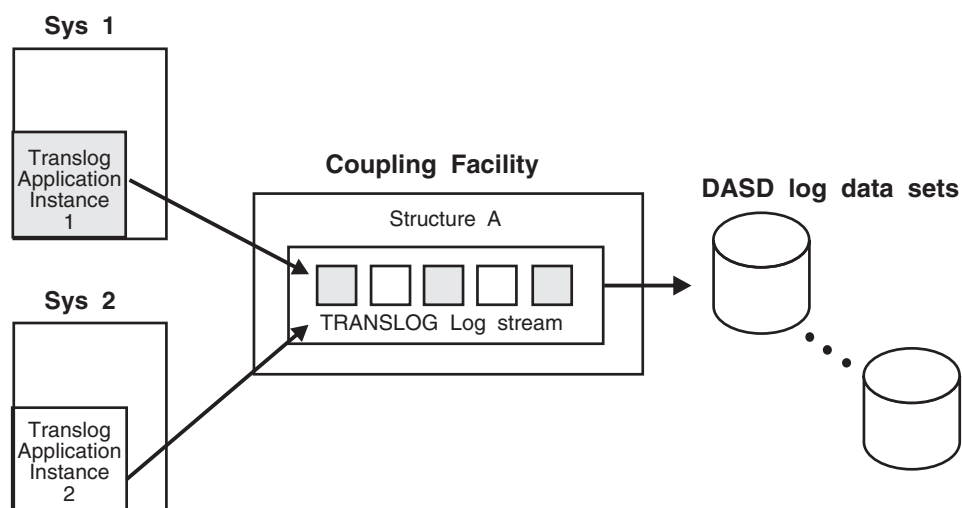 Sys 1
Translog
Application
Instance
1
Coupling Facility
Structure A
TRANSLOG Log stream
DASD log data sets
Sys 2
Translog
Application
Instance
2